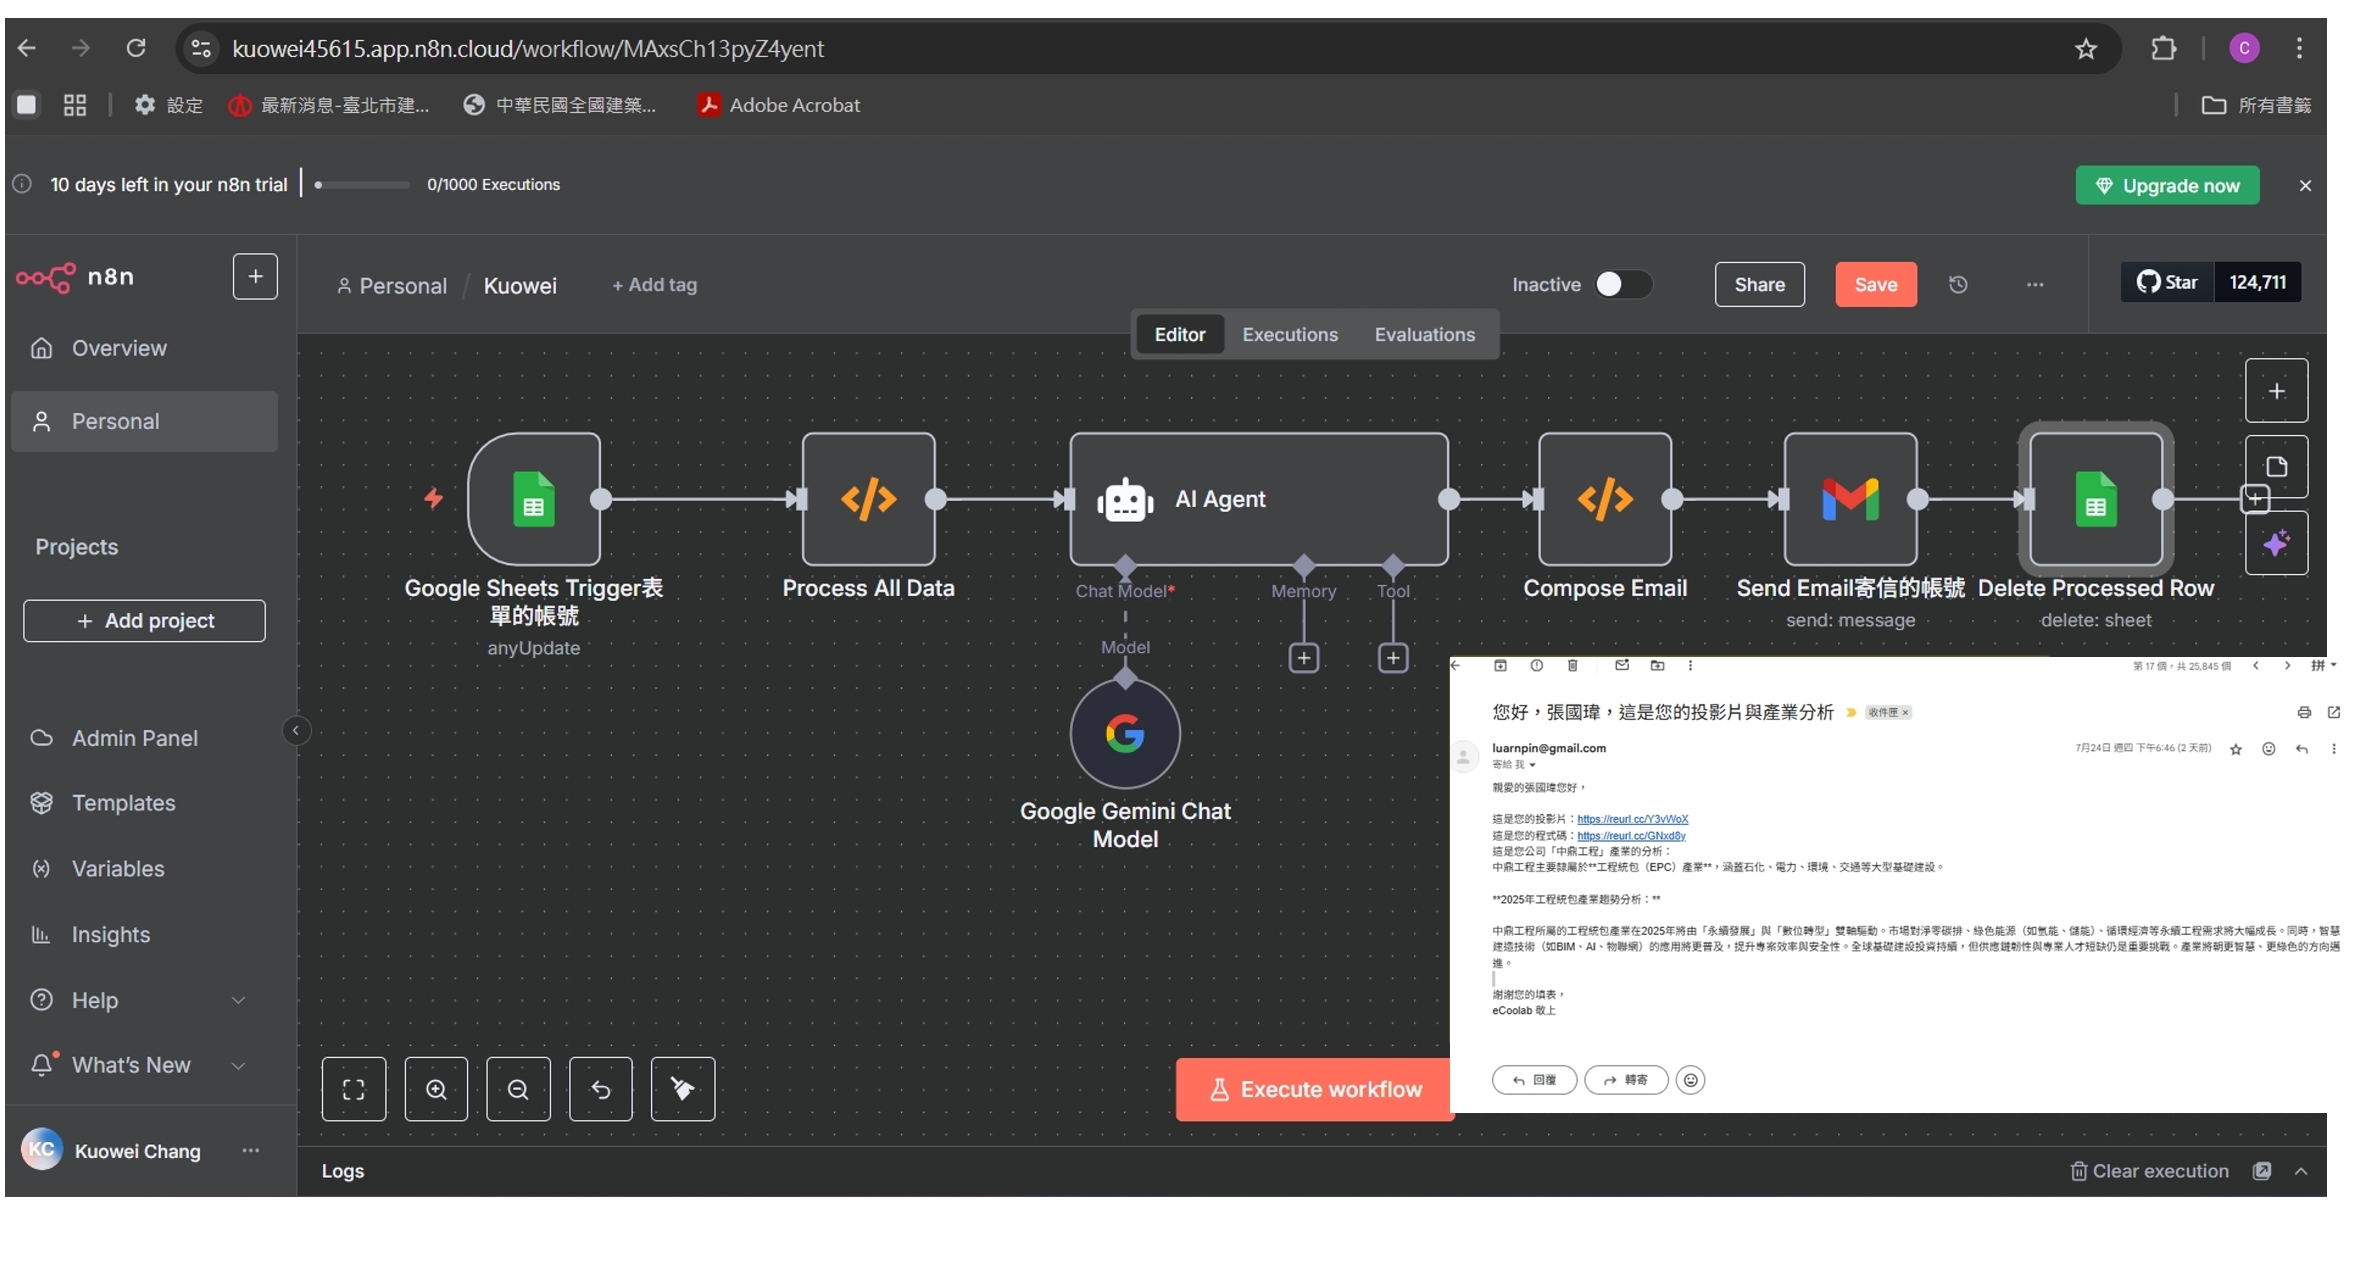 kuowei45615.app.n8n.cloud/workflow/MAxsCh13pyZ4yent
C
設定
最新消息-臺北市建...
中華民國全國建築...
Adobe Acrobat
所有書籤
10 days left in your n8n trial
0/1000 Executions
Upgrade now
n8n
Personal / Kuowei
+ Add tag
Inactive
Share
Save
Star 124,711
Editor
Executions
Evaluations
Overview
Personal
Projects
+ Add project
Admin Panel
Templates
Variables
Insights
Help
What's New
KC
Kuowei Chang
Google Sheets Trigger表
單的帳號
anyUpdate
Process All Data
AI Agent
Chat Model*
Memory
Tool
Model
Google Gemini Chat
Model
Compose Email
Send Email寄信的帳號
send: message
Delete Processed Row
delete: sheet
Execute workflow
Logs
Clear execution
第 17 個，共 25,845 個
拼
您好，張國瑋，這是您的投影片與產業分析
收件匣 ×
luarnpin@gmail.com
7月24日 週四 下午6:46 (2 天前)
寄給 我
親愛的張國瑋您好，
這是您的投影片：https://reurl.cc/Y3vWoX
這是您的程式碼：https://reurl.cc/GNxd8y
這是您公司「中鼎工程」產業的分析：
中鼎工程主要隸屬於**工程統包（EPC）產業**，涵蓋石化、電力、環境、交通等大型基礎建設。
**2025年工程統包產業趨勢分析：**
中鼎工程所屬的工程統包產業在2025年將由「永續發展」與「數位轉型」雙軸驅動。市場對淨零碳排、綠色能源（如氫能、儲能）、循環經濟等永續工程需求將大幅成長。同時，智慧
建造技術（如BIM、AI、物聯網）的應用將更普及，提升專案效率與安全性。全球基礎建設投資持續，但供應鏈韌性與專業人才短缺仍是重要挑戰。產業將朝更智慧、更綠色的方向邁
進。
謝謝您的填表，
eCoolab 敬上
回覆
轉寄